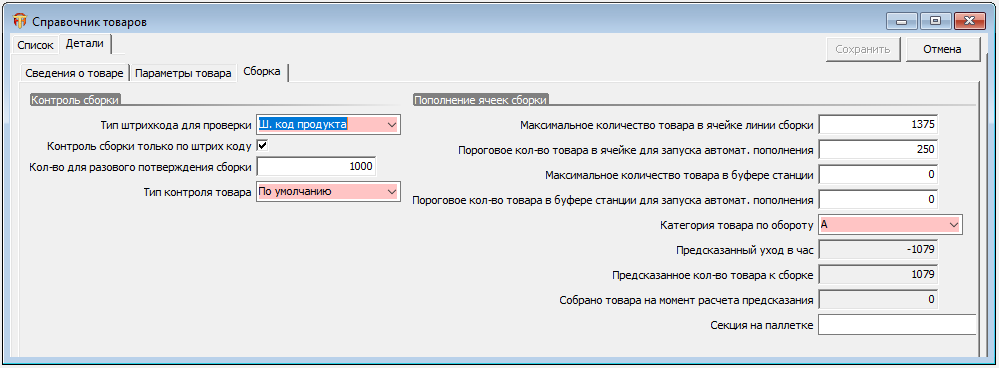 Справочник товаров
Список
Детали
Сохранить
Отмена
Сведения о товаре
Параметры товара
Сборка
Контроль сборки
Тип штрихкода для проверки Ш. код продукта
Контроль сборки только по штрих коду
Кол-во для разового потверждения сборки 1000
Тип контроля товара По умолчанию
Пополнение ячеек сборки
Максимальное количество товара в ячейке линии сборки 1375
Пороговое кол-во товара в ячейке для запуска автомат. пополнения 250
Максимальное количество товара в буфере станции 0
Пороговое кол-во товара в буфере станции для запуска автомат. пополнения 0
Категория товара по обороту А
Предсказанный уход в час -1079
Предсказанное кол-во товара к сборке 1079
Собрано товара на момент расчета предсказания 0
Секция на паллетке